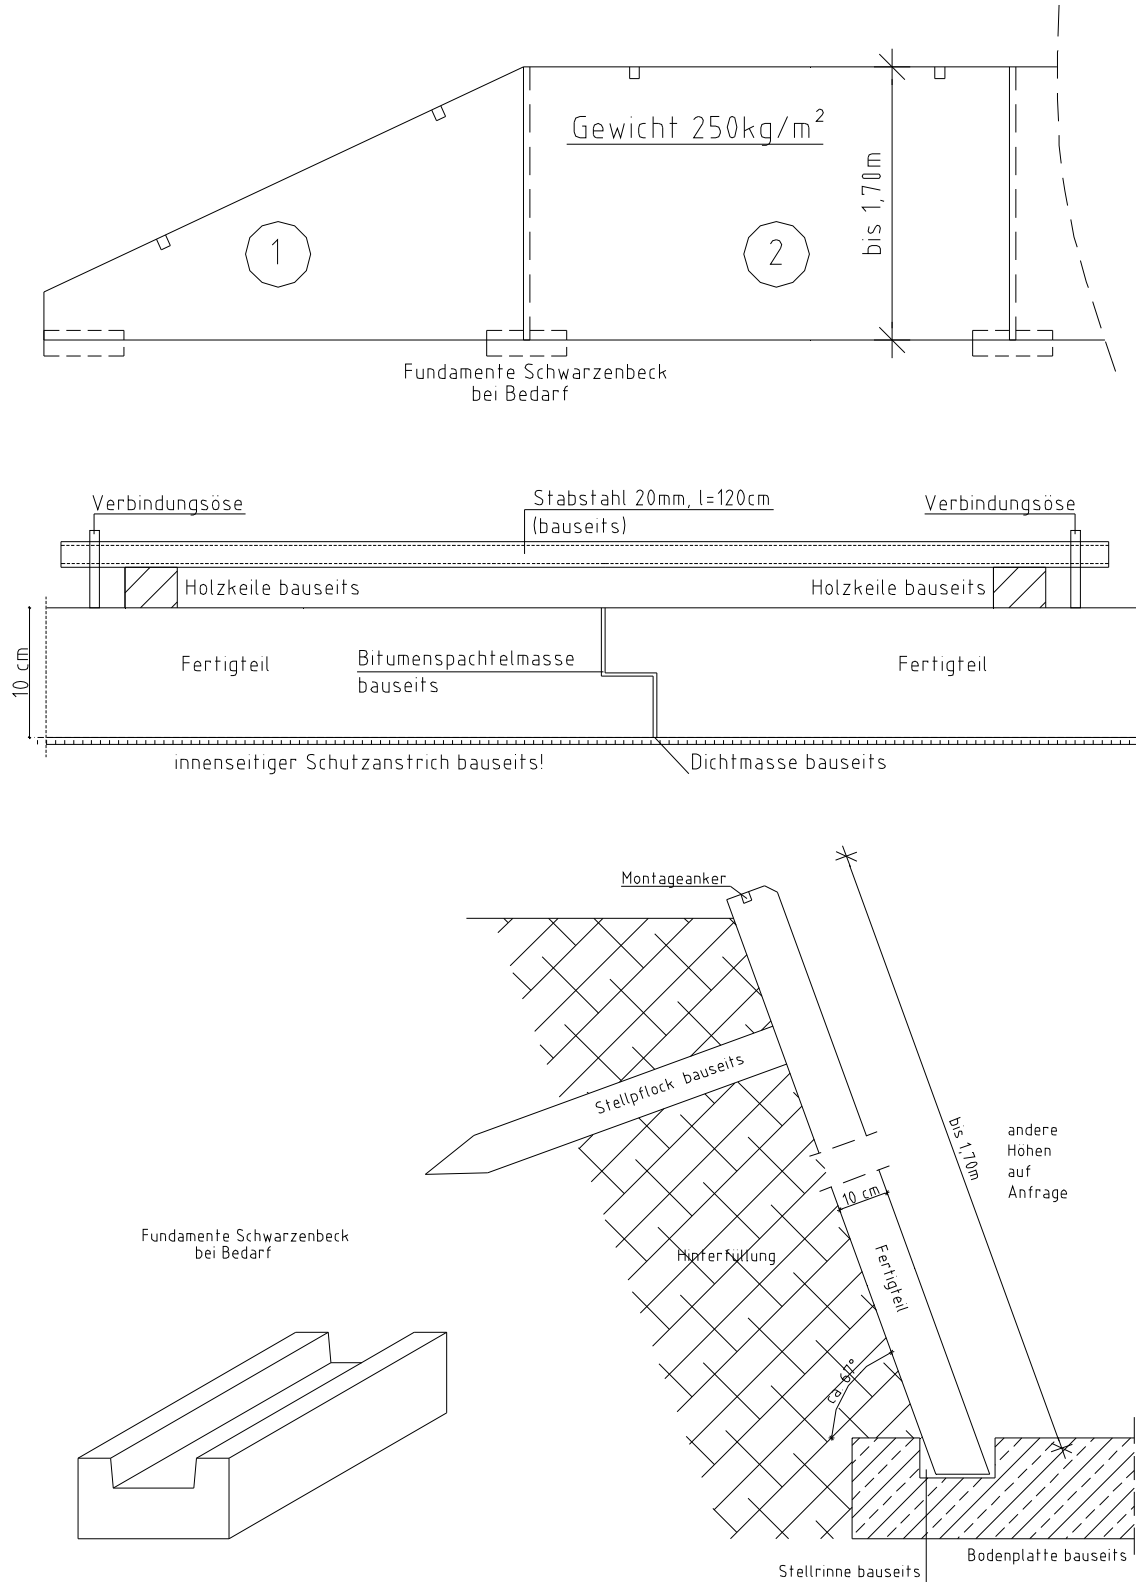 Gewicht 250kg/m²
bis 1,70m
1
2
Fundamente Schwarzenbeck
bei Bedarf
Verbindungsöse
Stabstahl 20mm, l=120cm
(bauseits)
Verbindungsöse
Holzkeile bauseits
Holzkeile bauseits
10 cm
Fertigteil
Bitumenspachtelmasse
bauseits
Fertigteil
innenseitiger Schutzanstrich bauseits!
Dichtmasse bauseits
Montageanker
Stellpflock bauseits
bis 1,70m
andere
Höhen
auf
Anfrage
10 cm
Fundamente Schwarzenbeck
bei Bedarf
Hinterfüllung
Fertigteil
ca. 67°
Bodenplatte bauseits
Stellrinne bauseits